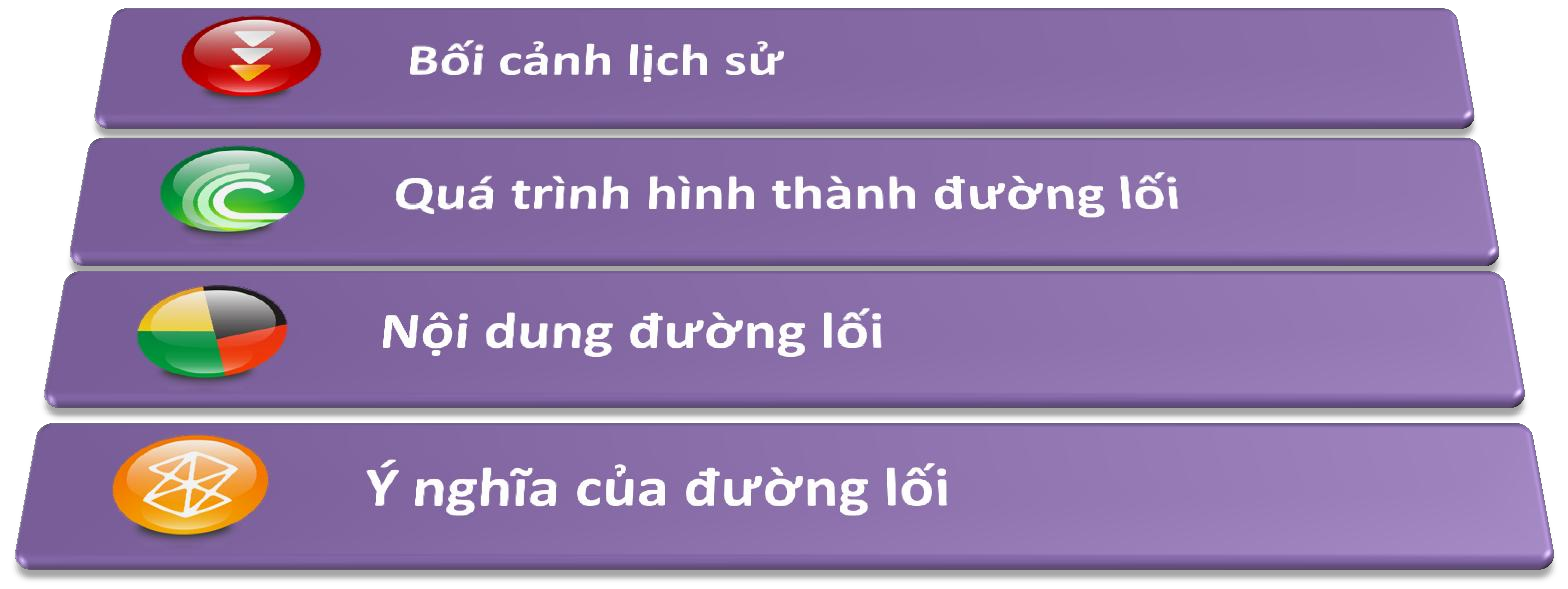 Bối cảnh lịch sử
Quá trình hình thành đường lối
Nội dung đường lối
Ý nghĩa của đường lối